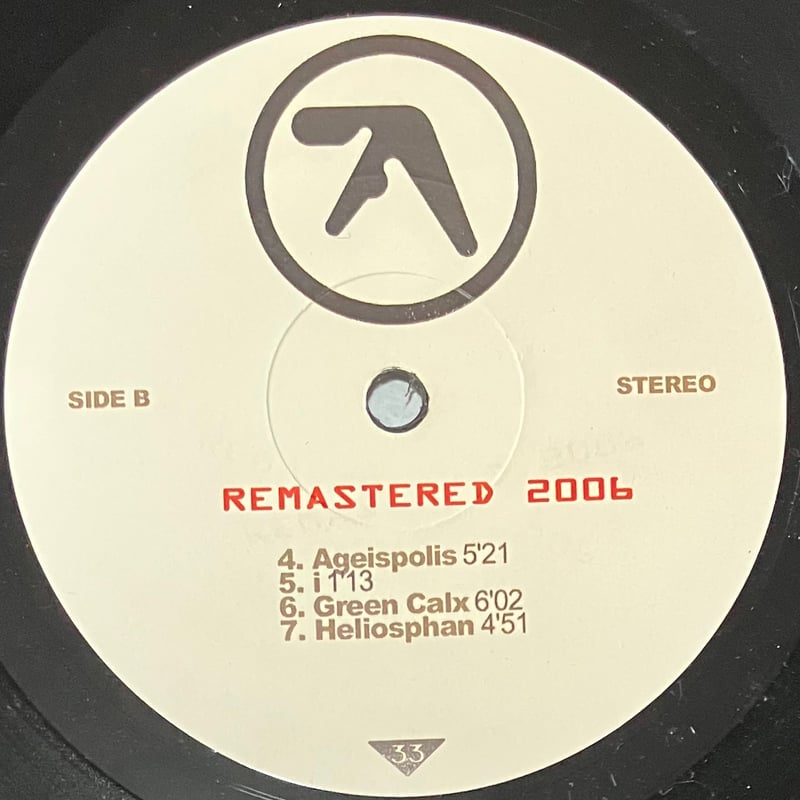 SIDE B
STEREO
REMASTERED 2006
4. Ageispolis 5'21
5. i 1'13
6. Green Calx 6'02
7. Heliosphan 4'51
33